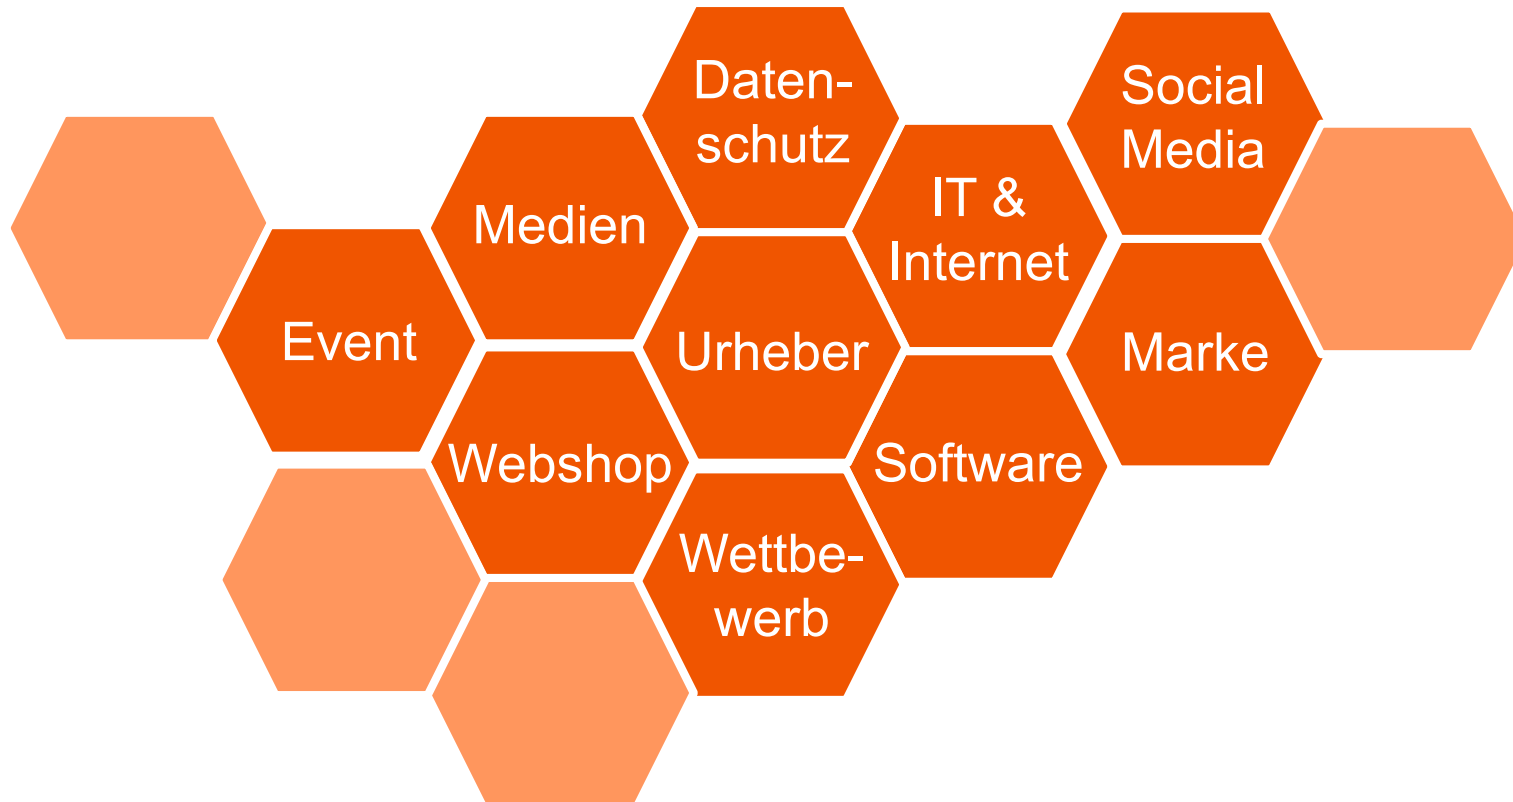 Daten-
schutz
Social
Media
Medien
IT &
Internet
Event
Urheber
Marke
Webshop
Software
Wettbe-
werb